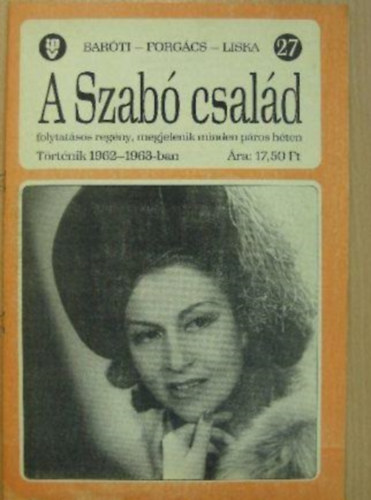 BARÓTI – FORGÁCS – LISKA 27
A Szabó család
folytatásos regény, megjelenik minden páros héten
Történik 1962–1963-ban Ára: 17,50 Ft